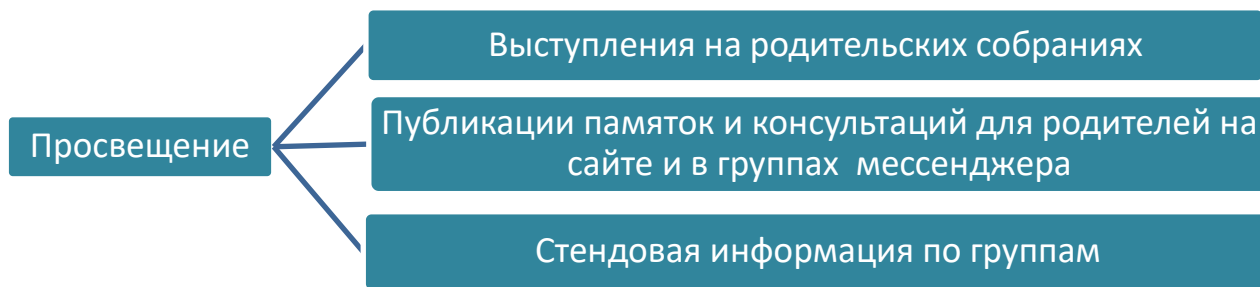 Выступления на родительских собраниях
Просвещение
Публикации памяток и консультаций для родителей на
сайте и в группах  мессенджера
Стендовая информация по группам